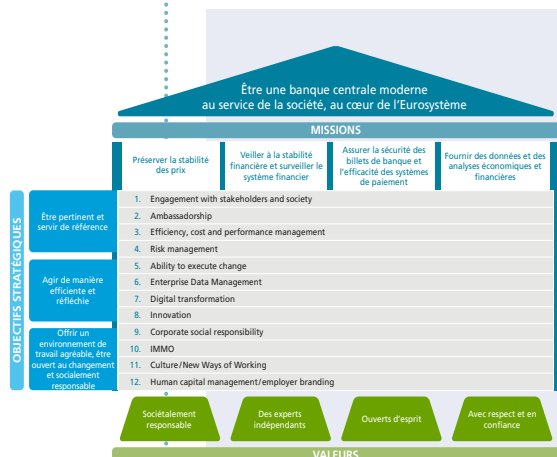 Être une banque centrale moderne
au service de la société, au cœur de l'Eurosystème
MISSIONS
Préserver la stabilité
des prix
Veiller à la stabilité
financière et surveiller le
système financier
Assurer la sécurité des
billets de banque et
l'efficacité des systèmes
de paiement
Fournir des données et des
analyses économiques et
financières
OBJECTIFS STRATÉGIQUES
Être pertinent et
servir de référence
Agir de manière
efficiente et
réfléchie
Offrir un
environnement de
travail agréable, être
ouvert au changement
et socialement
responsable
1. Engagement with stakeholders and society
2. Ambassadorship
3. Efficiency, cost and performance management
4. Risk management
5. Ability to execute change
6. Enterprise Data Management
7. Digital transformation
8. Innovation
9. Corporate social responsibility
10. IMMO
11. Culture/New Ways of Working
12. Human capital management/employer branding
Sociétalement
responsable
Des experts
indépendants
Ouverts d'esprit
Avec respect et en
confiance
VALEURS